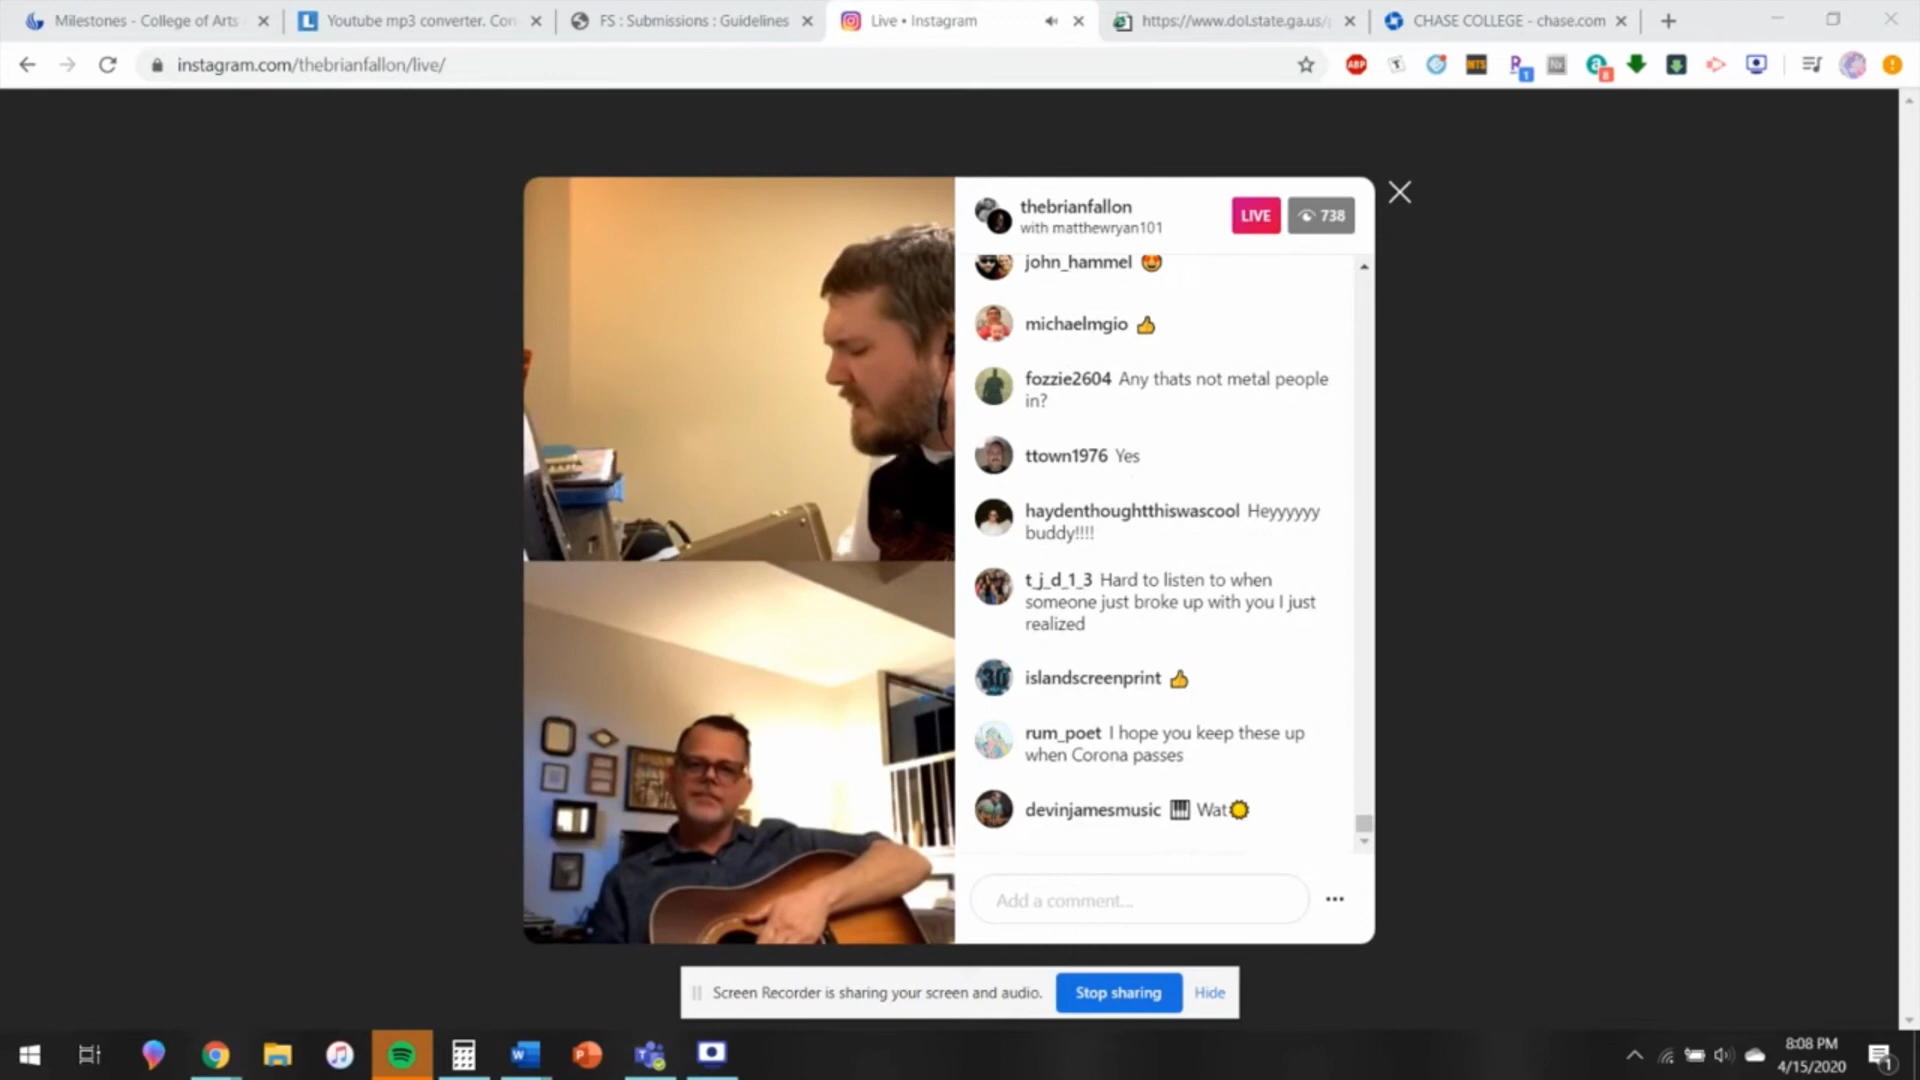 Milestones - College of Arts
Youtube mp3 converter. Con
FS : Submissions : Guidelines
Live • Instagram
https://www.dol.state.ga.us/
CHASE COLLEGE - chase.com
instagram.com/thebrianfallon/live/
thebrianfallon
with matthewryan101
LIVE
738
john_hammel 😍
michaelmgio 👍
fozzie2604 Any thats not metal people
in?
ttown1976 Yes
haydenthoughtthiswascool Heyyyyyy
buddy!!!!
t_j_d_1_3 Hard to listen to when
someone just broke up with you I just
realized
islandscreenprint 👍
rum_poet I hope you keep these up
when Corona passes
devinjamesmusic 🎹 Wat🌞
Add a comment...
Screen Recorder is sharing your screen and audio.
Stop sharing
Hide
8:08 PM
4/15/2020